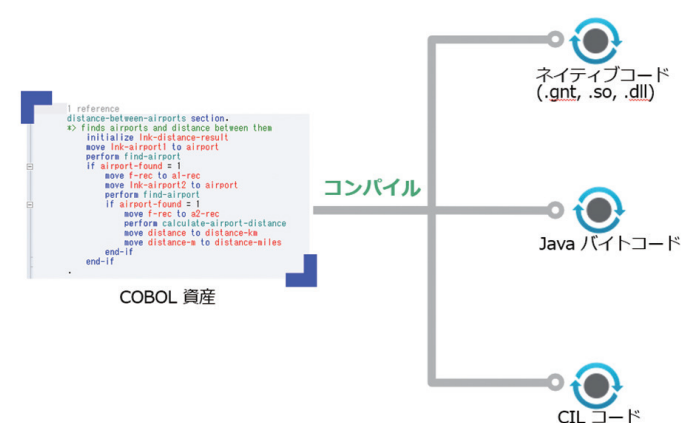 1 reference
distance-between-airports section.
*> finds airports and distance between them
initialize lnk-distance-result
move lnk-airport1 to airport
perform find-airport
if airport-found = 1
move f-rec to a1-rec
move lnk-airport2 to airport
perform find-airport
if airport-found = 1
move f-rec to a2-rec
perform calculate-airport-distance
move distance to distance-km
move distance-m to distance-miles
end-if
end-if
.
COBOL 資産
コンパイル
ネイティブコード
(.gnt, .so, .dll)
Java バイトコード
CIL コード